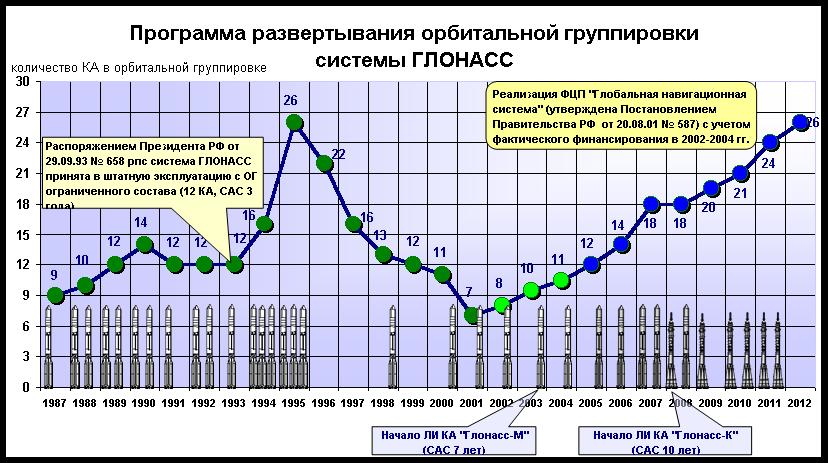 Программа развертывания орбитальной группировки
системы ГЛОНАСС
количество КА в орбитальной группировке
30
27
24
21
18
15
12
9
6
3
0
Распоряжением Президента РФ от
29.09.93 № 658 рпс система ГЛОНАСС
принята в штатную эксплуатацию с ОГ
ограниченного состава (12 КА, САС 3
года)
Реализация ФЦП "Глобальная навигационная
система" (утверждена Постановлением
Правительства РФ от 20.08.01 № 587) с учетом
фактического финансирования в 2002-2004 гг.
9 10 12 14 12 12 12 16 26 22 16 13 12 11 7 8 10 11 12 14 18 18 20 21 24 26
1987 1988 1989 1990 1991 1992 1993 1994 1995 1996 1997 1998 1999 2000 2001 2002 2003 2004 2005 2006 2007 2008 2009 2010 2011 2012
Начало ЛИ КА "Глонасс-М"
(САС 7 лет)
Начало ЛИ КА "Глонасс-К"
(САС 10 лет)